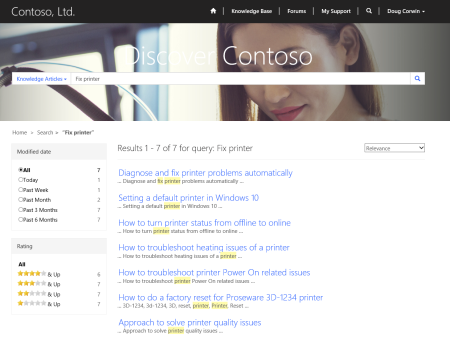 Contoso, Ltd.
Knowledge Base
Forums
My Support
Doug Corwin
Discover Contoso
Knowledge Articles
Fix printer
Home > Search > "Fix printer"
Modified date
All 7
Today 1
Past Week 1
Past Month 2
Past 3 Months 7
Past 6 Months 7
Rating
All
& Up 6
& Up 7
& Up 7
& Up 7
Results 1 - 7 of 7 for query: Fix printer
Relevance
Diagnose and fix printer problems automatically
... Diagnose and fix printer problems automatically ...
Setting a default printer in Windows 10
... Setting a default printer in Windows 10 ...
How to turn printer status from offline to online
... How to turn printer status from offline to online ...
How to troubleshoot heating issues of a printer
... How to troubleshoot heating issues of a printer ...
How to troubleshoot printer Power On related issues
... How to troubleshoot printer Power On related issues ...
How to do a factory reset for Proseware 3D-1234 printer
... 3D-1234, 3d-1234, 3D, reset, printer, Printer, Reset ...
Approach to solve printer quality issues
... Approach to solve printer quality issues ...